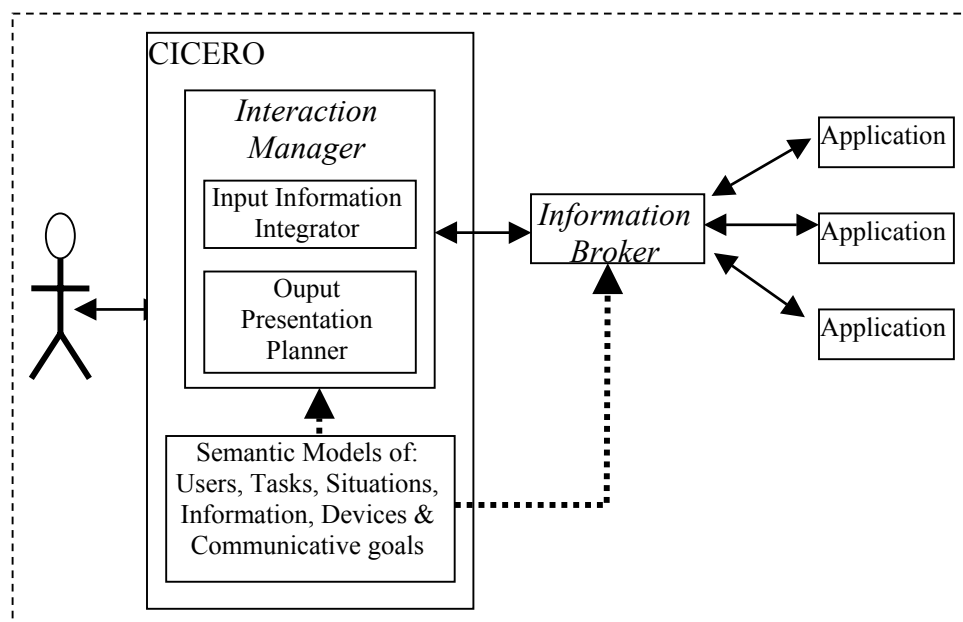 CICERO
Interaction
Manager
Input Information
Integrator
Ouput
Presentation
Planner
Semantic Models of:
Users, Tasks, Situations,
Information, Devices &
Communicative goals
Information
Broker
Application
Application
Application